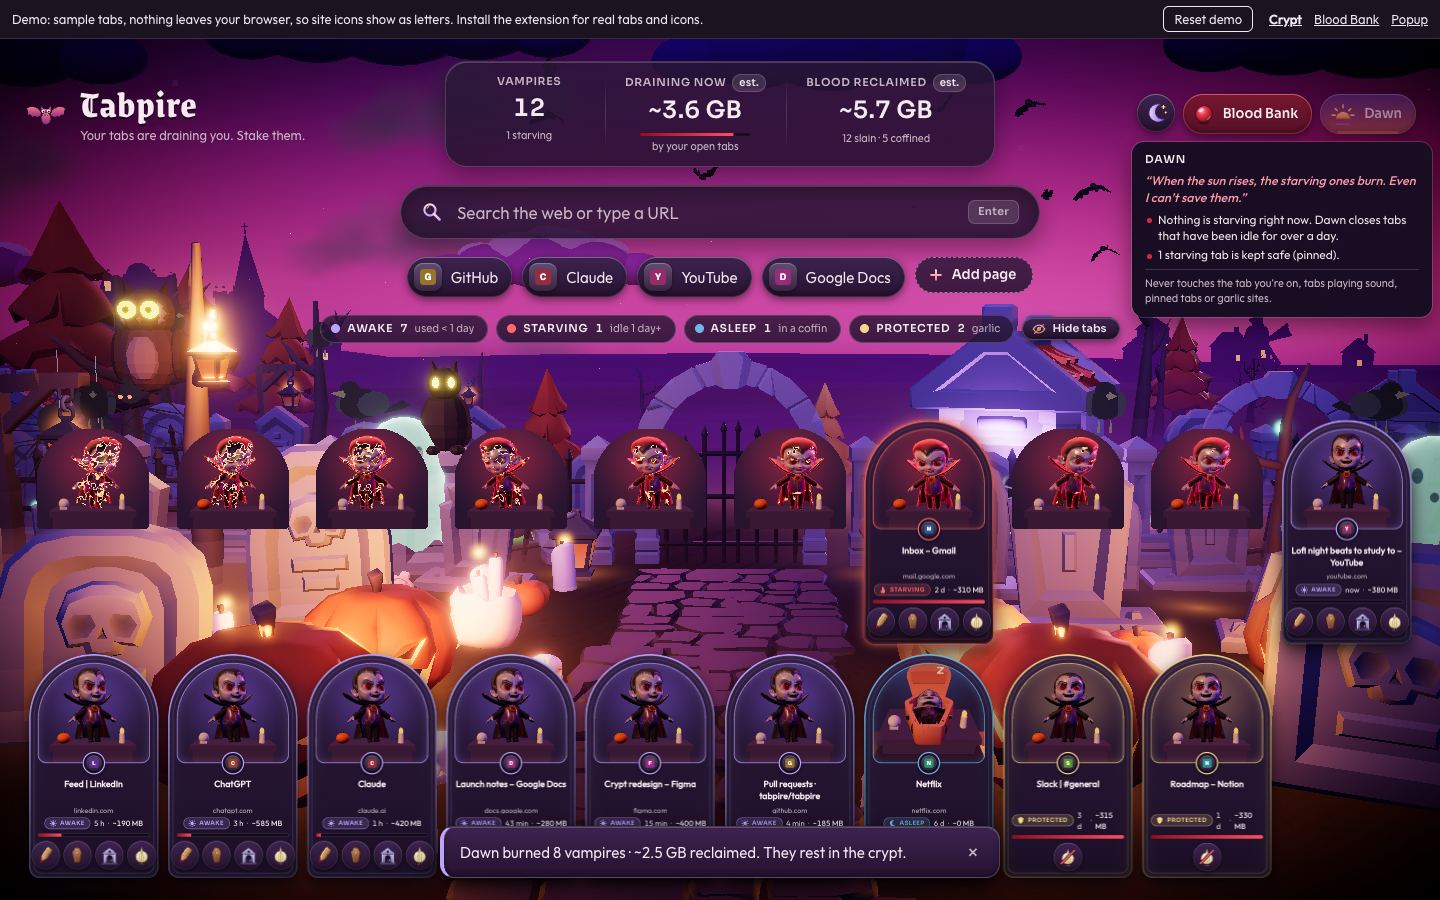 Demo: sample tabs, nothing leaves your browser, so site icons show as letters. Install the extension for real tabs and icons.
Reset demo
Crypt
Blood Bank
Popup
Tabpire
Your tabs are draining you. Stake them.
VAMPIRES
12
1 starving
DRAINING NOW est.
~3.6 GB
by your open tabs
BLOOD RECLAIMED est.
~5.7 GB
12 slain · 5 coffined
Blood Bank
Dawn
DAWN
“When the sun rises, the starving ones burn. Even
I can’t save them.”
Nothing is starving right now. Dawn closes tabs
that have been idle for over a day.
1 starving tab is kept safe (pinned).
Never touches the tab you're on, tabs playing sound,
pinned tabs or garlic sites.
Search the web or type a URL
Enter
G GitHub
C Claude
Y YouTube
D Google Docs
+ Add page
AWAKE 7 used < 1 day
STARVING 1 idle 1 day+
ASLEEP 1 in a coffin
PROTECTED 2 garlic
Hide tabs
M
Inbox – Gmail
mail.google.com
STARVING 2 d · ~310 MB
Y
Lofi night beats to study to –
YouTube
youtube.com
AWAKE now · ~380 MB
L
Feed | LinkedIn
linkedin.com
AWAKE 5 h · ~190 MB
C
ChatGPT
chatgpt.com
AWAKE 3 h · ~585 MB
C
Claude
claude.ai
AWAKE 1 h · ~420 MB
D
Launch notes – Google Docs
docs.google.com
AWAKE 43 min · ~280 MB
F
Crypt redesign – Figma
figma.com
AWAKE 15 min · ~400 MB
G
Pull requests ·
tabpire/tabpire
github.com
AWAKE 4 min · ~185 MB
Z
N
Netflix
netflix.com
ASLEEP 6 d · ~0 MB
S
Slack | #general
PROTECTED 3 d · ~315 MB
N
Roadmap – Notion
PROTECTED 1 d · ~330 MB
Dawn burned 8 vampires · ~2.5 GB reclaimed. They rest in the crypt.
×